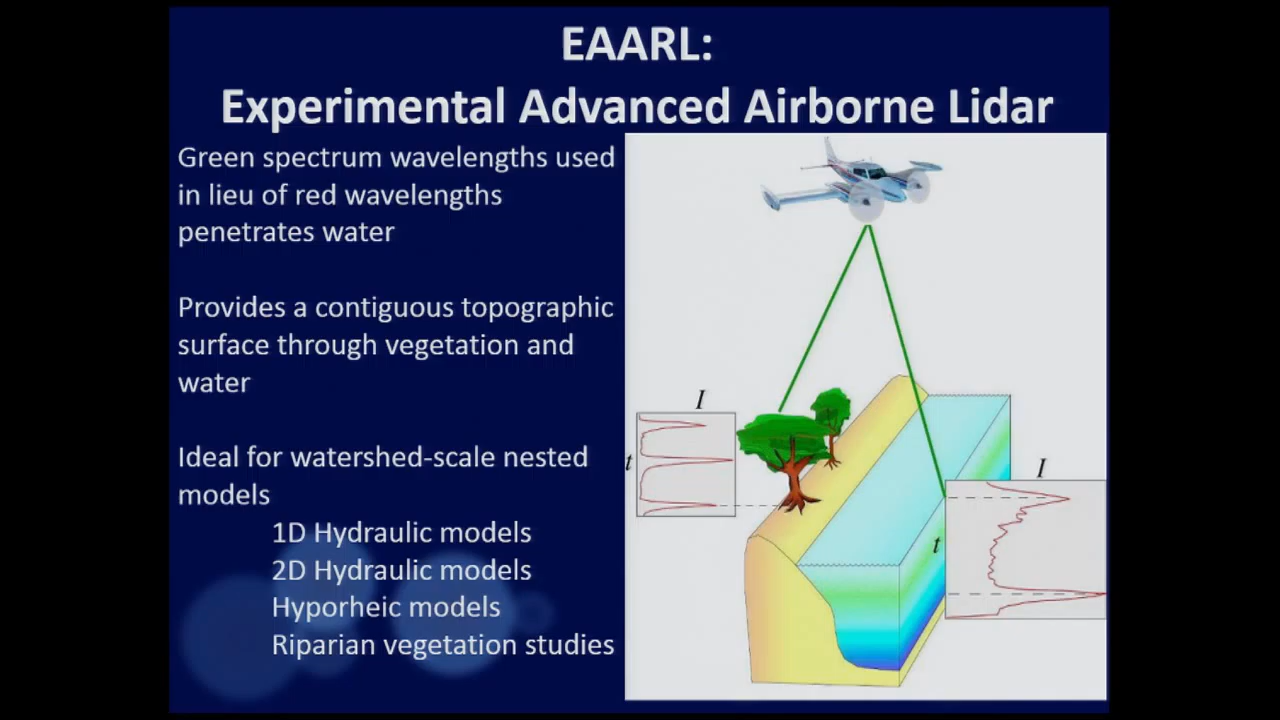 EAARL:
Experimental Advanced Airborne Lidar
Green spectrum wavelengths used
in lieu of red wavelengths
penetrates water
Provides a contiguous topographic
surface through vegetation and
water
Ideal for watershed-scale nested
models
1D Hydraulic models
2D Hydraulic models
Hyporheic models
Riparian vegetation studies
I
t
I
t